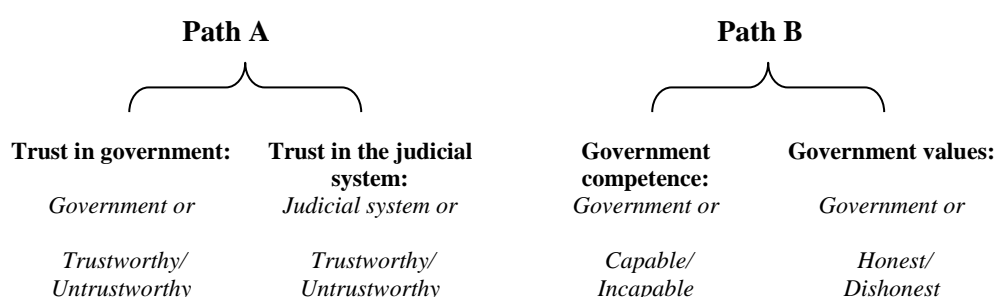 Path A
Path B
Trust in government:
Government or
Trustworthy/
Untrustworthy
Trust in the judicial
system:
Judicial system or
Trustworthy/
Untrustworthy
Government
competence:
Government or
Capable/
Incapable
Government values:
Government or
Honest/
Dishonest